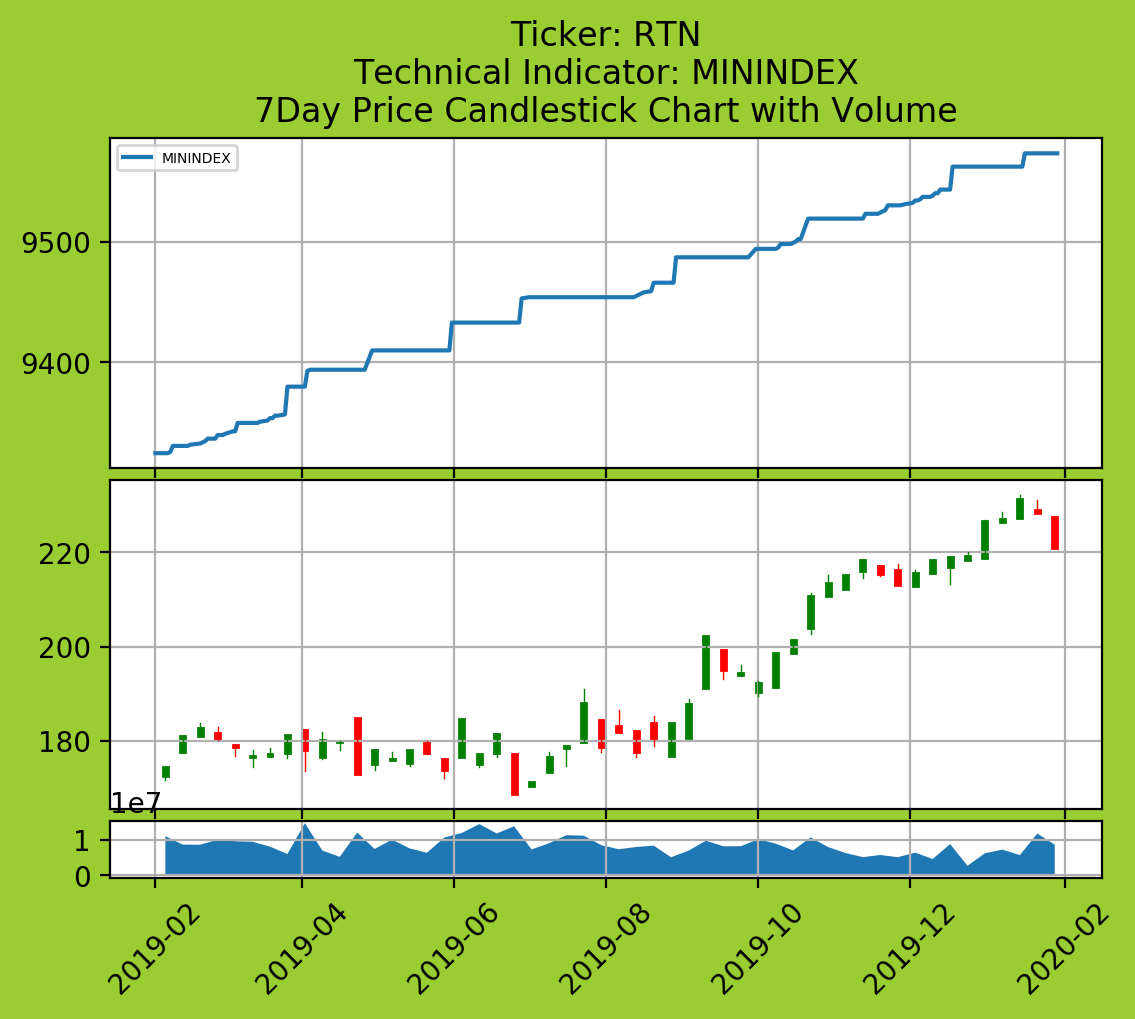 Ticker: RTN
Technical Indicator: MININDEX
7Day Price Candlestick Chart with Volume
MININDEX
9500
9400
220
200
180
1e7
1
0
2019-02
2019-04
2019-06
2019-08
2019-10
2019-12
2020-02